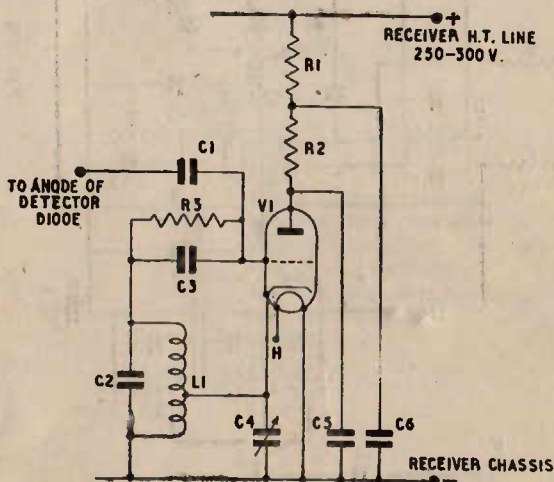 +
RECEIVER H.T. LINE
250-300 V.
R1
C1
R2
TO ANODE OF
DETECTOR
DIODE
R3
V1
C3
H
C2
L1
C4
C5
C6
RECEIVER CHASSIS
-